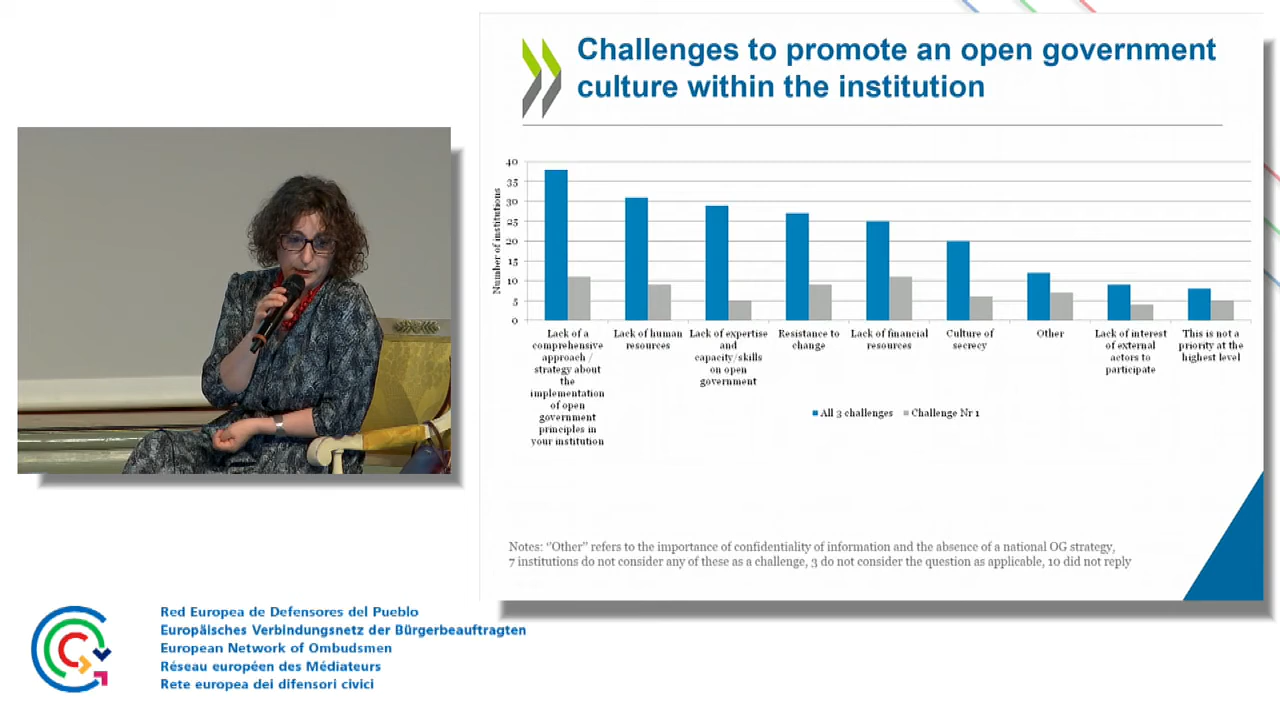 Challenges to promote an open government
culture within the institution
Number of institutions
40
35
30
25
20
15
10
5
0
Lack of a
comprehensive
approach /
strategy about
the
implementation
of open
government
principles in
your institution
Lack of human
resources
Lack of expertise
and
capacity/skills
on open
government
Resistance to
change
Lack of financial
resources
Culture of
secrecy
Other
Lack of interest
of external
actors to
participate
This is not a
priority at the
highest level
All 3 challenges
Challenge Nr 1
Notes: ‘‘Other’’ refers to the importance of confidentiality of information and the absence of a national OG strategy,
7 institutions do not consider any of these as a challenge, 3 do not consider the question as applicable, 10 did not reply
Red Europea de Defensores del Pueblo
Europäisches Verbindungsnetz der Bürgerbeauftragten
European Network of Ombudsmen
Réseau européen des Médiateurs
Rete europea dei difensori civici